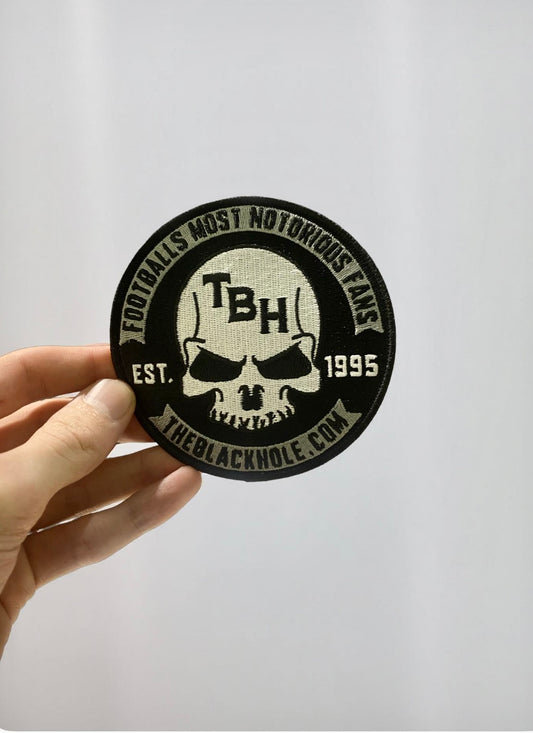 FOOTBALLS MOST NOTORIOUS FANS
TBH
EST. 1995
THEBLACKHOLE.COM